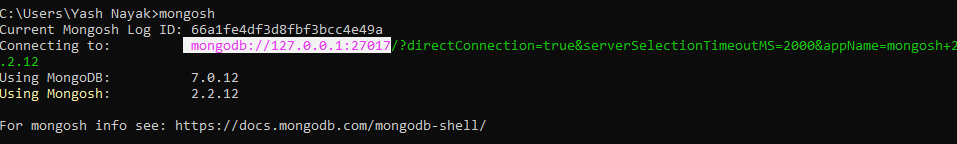 C:\Users\Yash Nayak>mongosh
Current Mongosh Log ID: 66a1fe4df3d8fbf3bcc4e49a
Connecting to:          mongodb://127.0.0.1:27017/?directConnection=true&serverSelectionTimeoutMS=2000&appName=mongosh+2
.2.12
Using MongoDB:          7.0.12
Using Mongosh:          2.2.12
For mongosh info see: https://docs.mongodb.com/mongodb-shell/